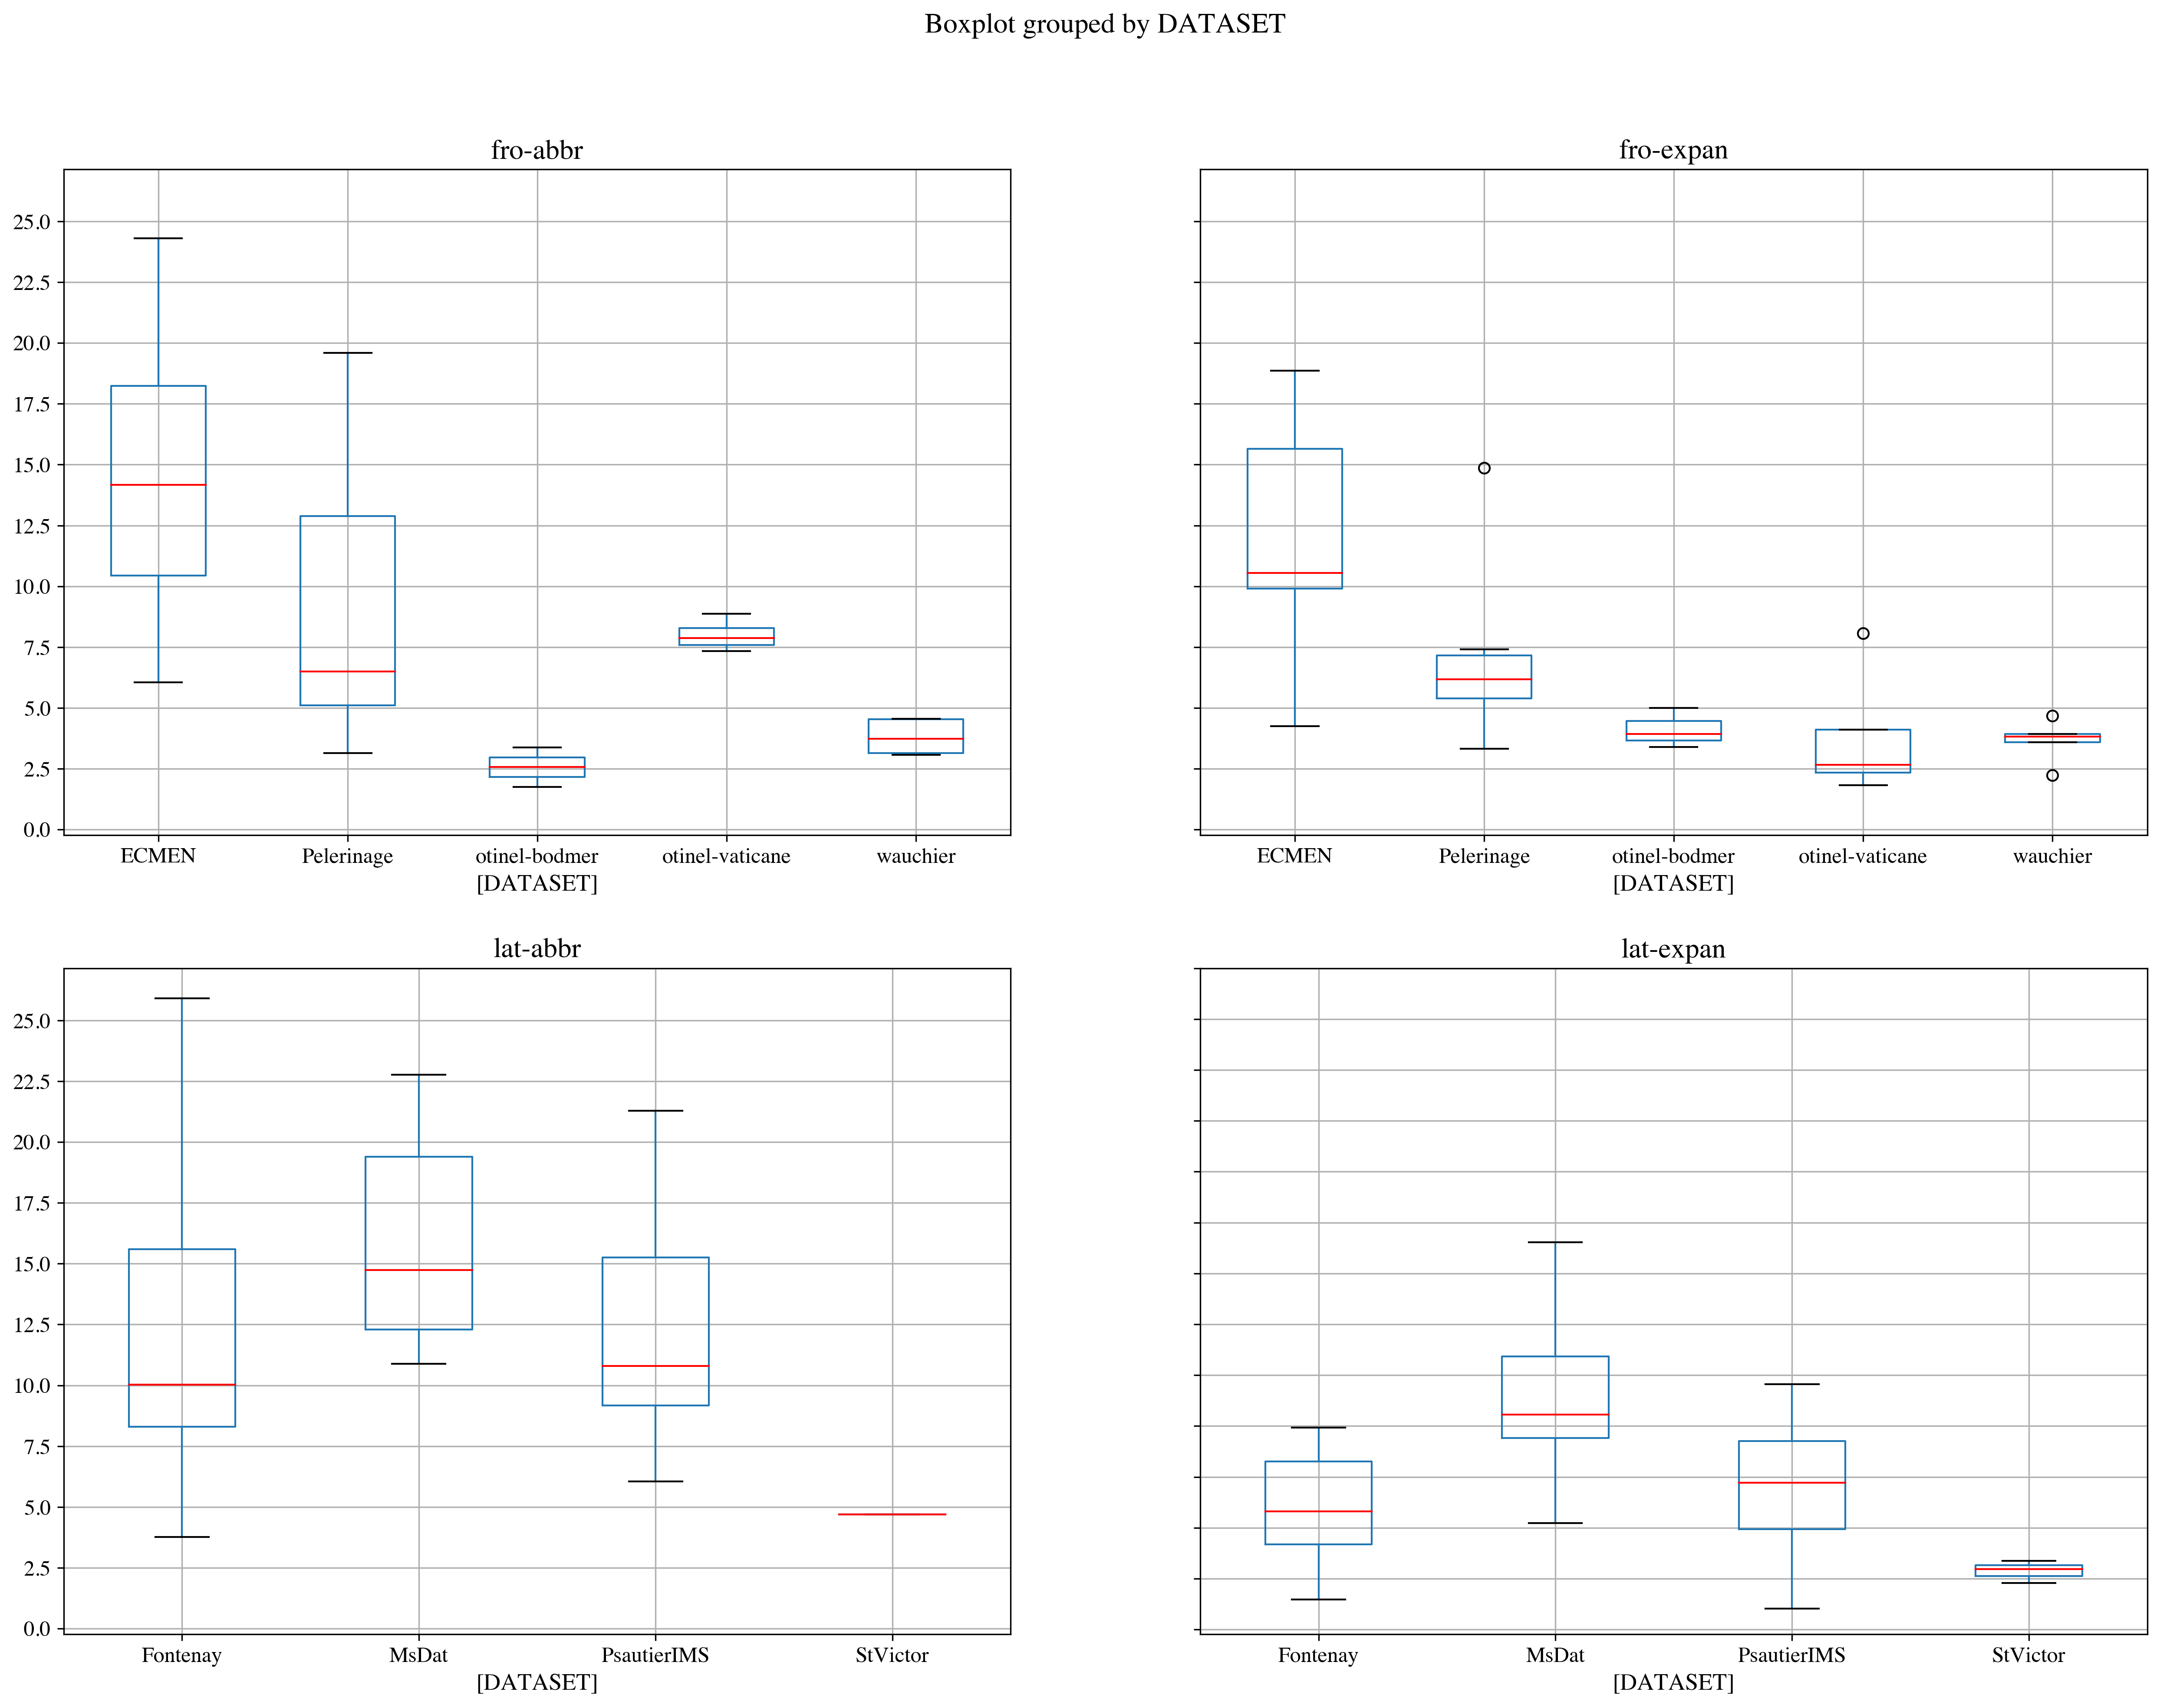 Boxplot grouped by DATASET
fro-abbr
25.0
22.5
20.0
17.5
15.0
12.5
10.0
7.5
5.0
2.5
0.0
ECMEN Pelerinage otinel-bodmer otinel-vaticane wauchier
[DATASET]
fro-expan
ECMEN Pelerinage otinel-bodmer otinel-vaticane wauchier
[DATASET]
lat-abbr
25.0
22.5
20.0
17.5
15.0
12.5
10.0
7.5
5.0
2.5
0.0
Fontenay MsDat PsautierIMS StVictor
[DATASET]
lat-expan
Fontenay MsDat PsautierIMS StVictor
[DATASET]